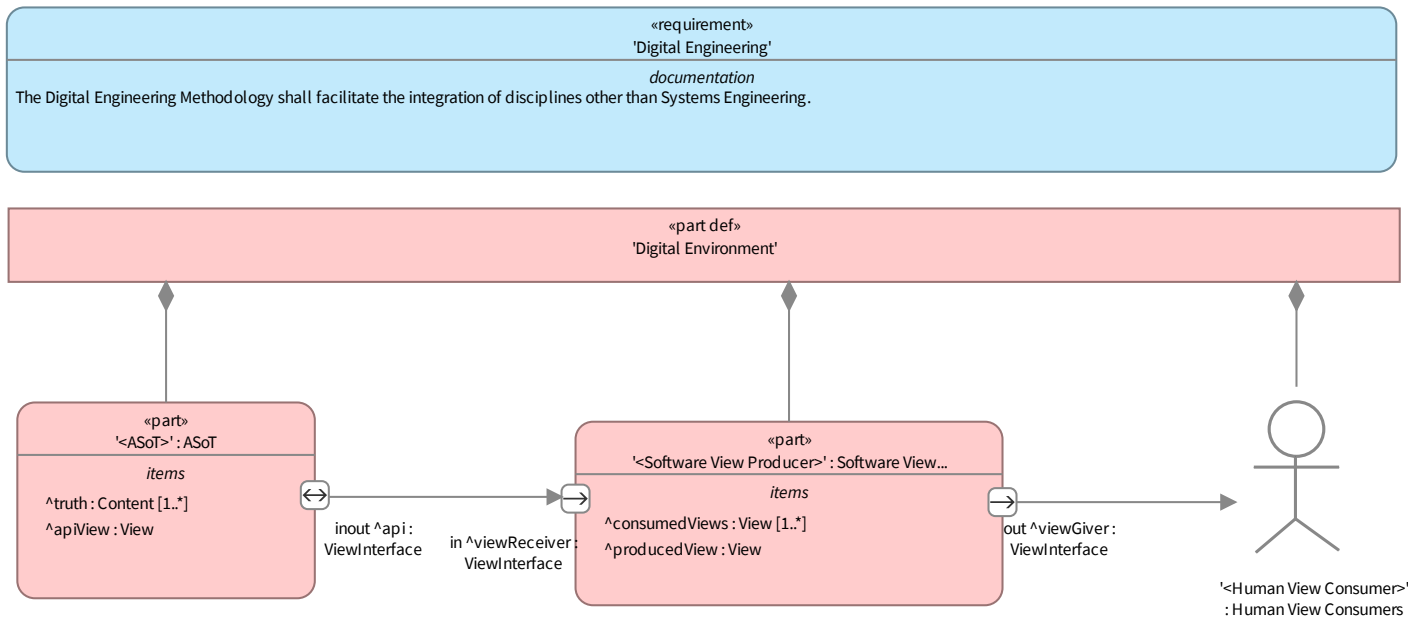 «requirement»
'Digital Engineering'
documentation
The Digital Engineering Methodology shall facilitate the integration of disciplines other than Systems Engineering.
«part def»
'Digital Environment'
«part»
'<ASoT>' : ASoT
items
^truth : Content [1..*]
^apiView : View
inout ^api :
ViewInterface
in ^viewReceiver :
ViewInterface
«part»
'<Software View Producer>' : Software View...
items
^consumedViews : View [1..*]
^producedView : View
out ^viewGiver :
ViewInterface
'<Human View Consumer>'
: Human View Consumers